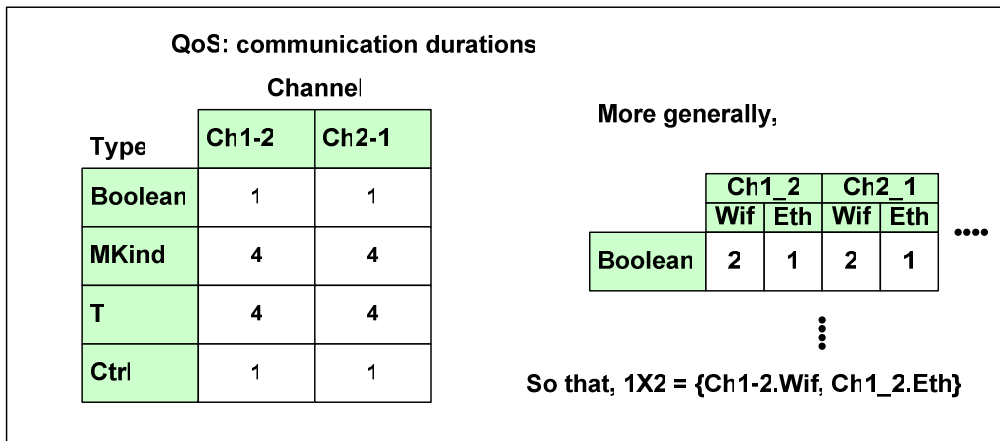 QoS: communication durations
Channel
Type Ch1-2 Ch2-1
Boolean 1 1
MKind 4 4
T 4 4
Ctrl 1 1
More generally,
Ch1_2 Ch2_1
Wif Eth Wif Eth
Boolean 2 1 2 1
So that, 1X2 = {Ch1-2.Wif, Ch1_2.Eth}